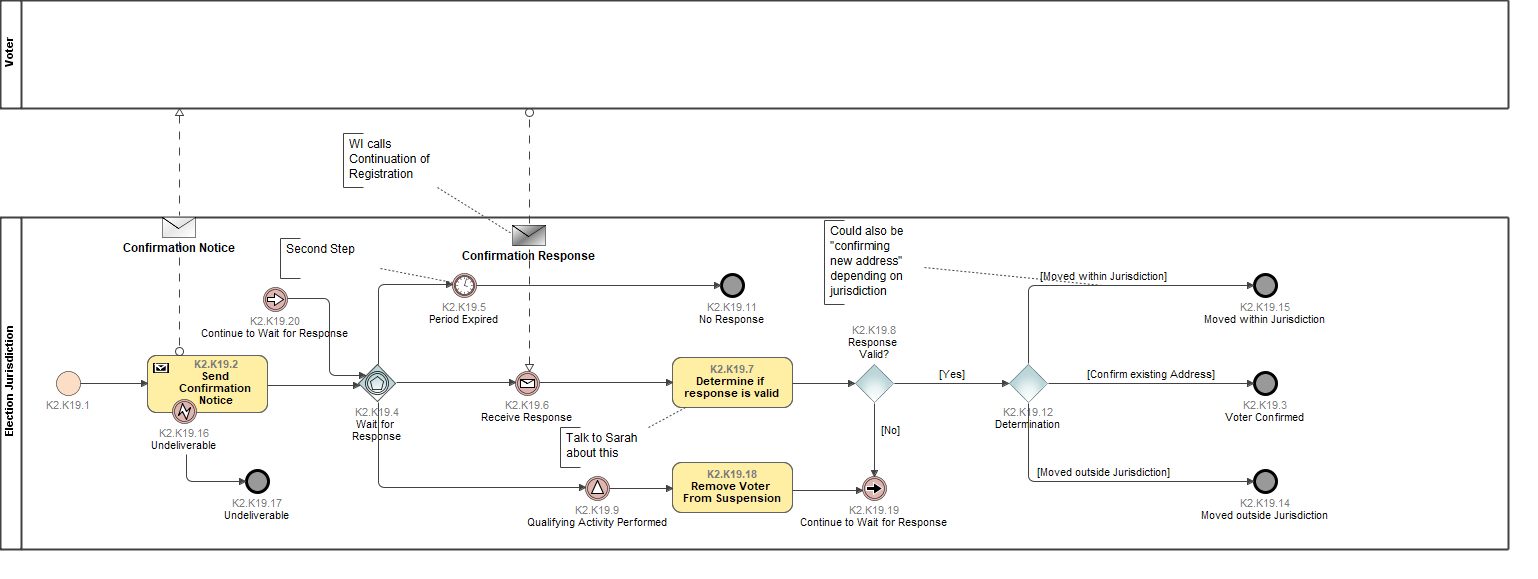 Voter
WI calls
Continuation of
Registration
Confirmation Notice
Second Step
Confirmation Response
Could also be
"confirming
new address"
depending on
jurisdiction
[Moved within Jurisdiction]
K2.K19.5
Period Expired
K2.K19.11
No Response
K2.K19.15
Moved within Jurisdiction
K2.K19.20
Continue to Wait for Response
Election Jurisdiction
K2.K19.1
K2.K19.2
Send
Confirmation
Notice
K2.K19.16
Undeliverable
K2.K19.17
Undeliverable
K2.K19.4
Wait for
Response
K2.K19.6
Receive Response
K2.K19.7
Determine if
response is valid
K2.K19.8
Response
Valid?
[Yes]
[No]
K2.K19.12
Determination
[Confirm existing Address]
K2.K19.3
Voter Confirmed
Talk to Sarah
about this
K2.K19.9
Qualifying Activity Performed
K2.K19.18
Remove Voter
From Suspension
K2.K19.19
Continue to Wait for Response
[Moved outside Jurisdiction]
K2.K19.14
Moved outside Jurisdiction